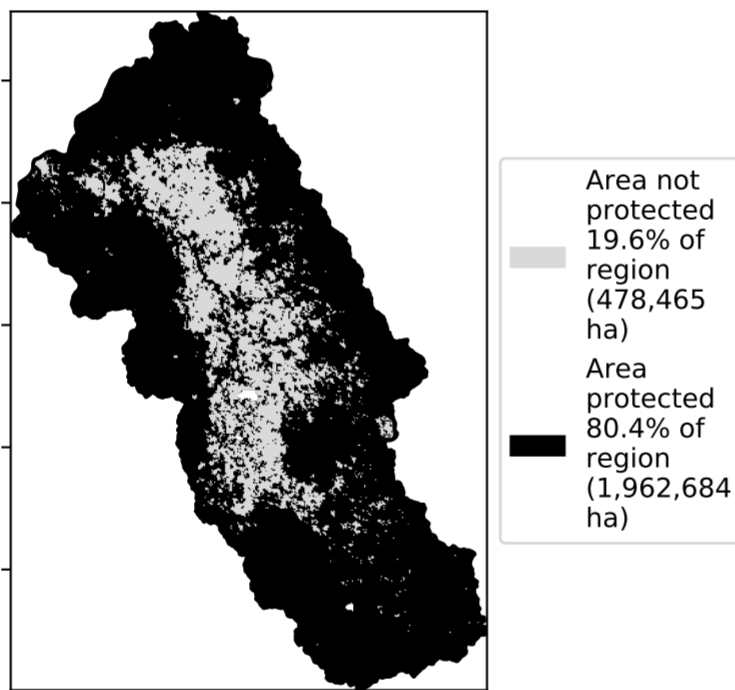 Area not
protected
19.6% of
region
(478,465
ha)
Area
protected
80.4% of
region
(1,962,684
ha)